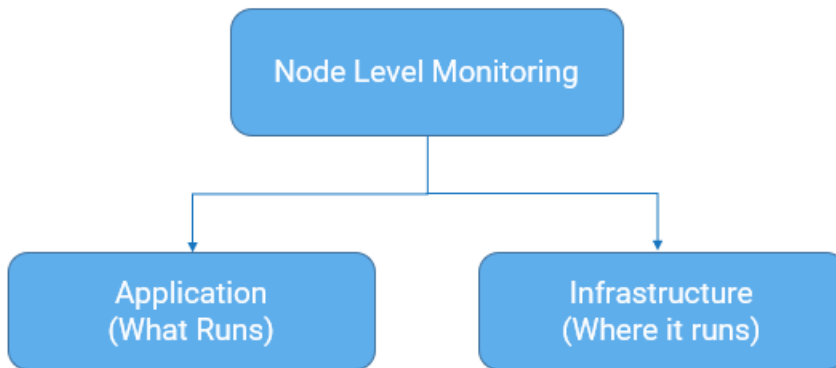 Node Level Monitoring
Application
(What Runs)
Infrastructure
(Where it runs)